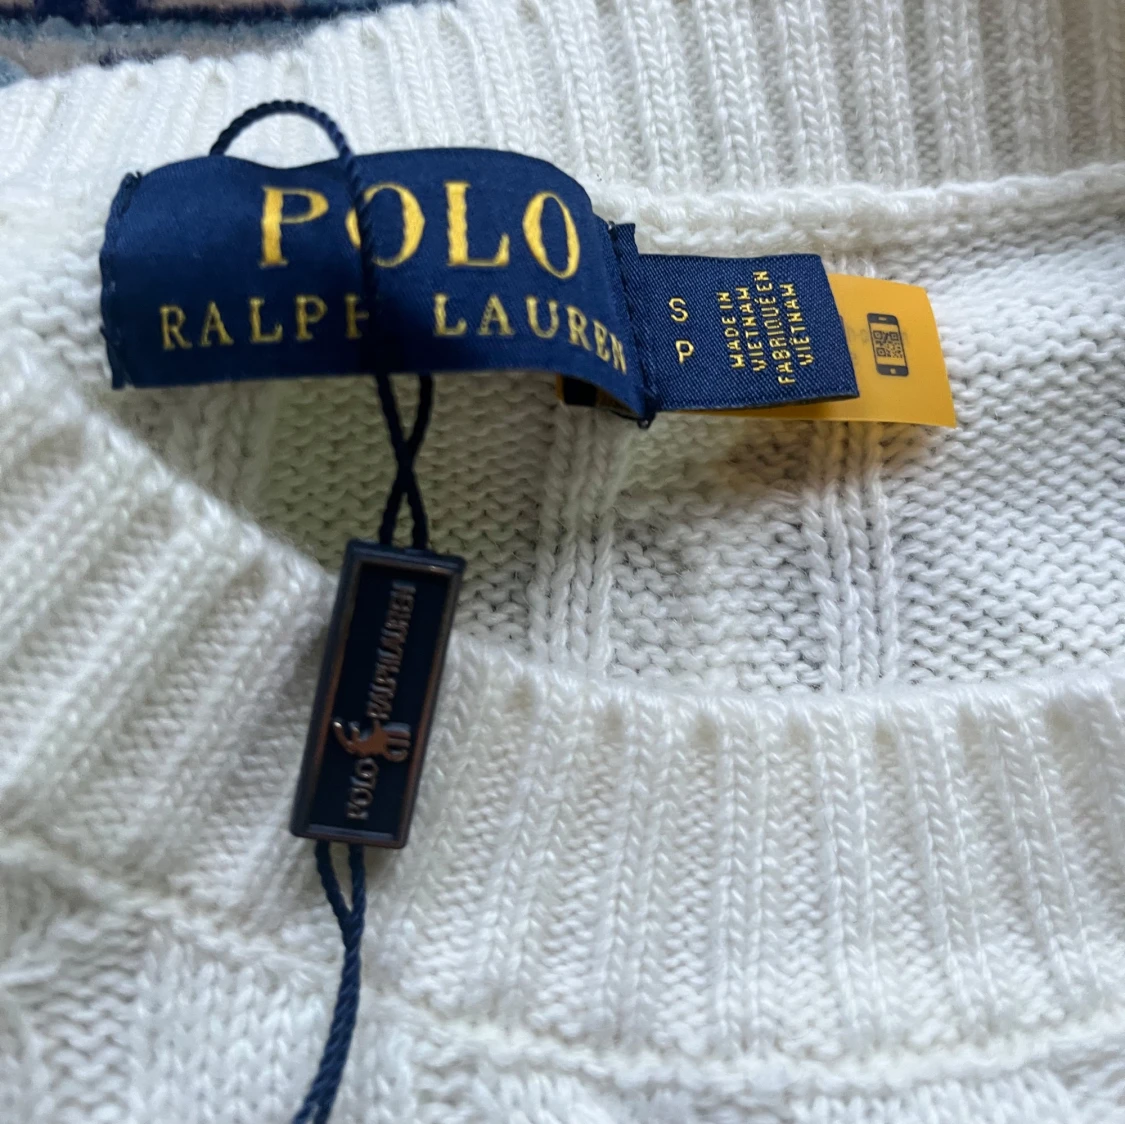 POLO
RALPH LAUREN
S
P
MADE IN
VIETNAM
FABRIQUÉ EN
VIETNAM
POLO RALPH LAUREN